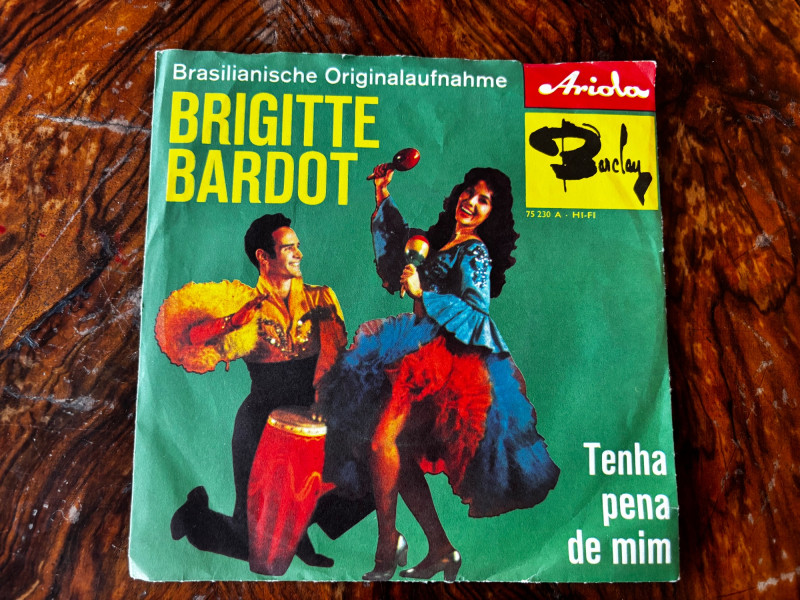 Brasilianische Originalaufnahme
BRIGITTE
BARDOT
Ariola
Barclay
75 230 A · HI-FI
Tenha
pena
de mim